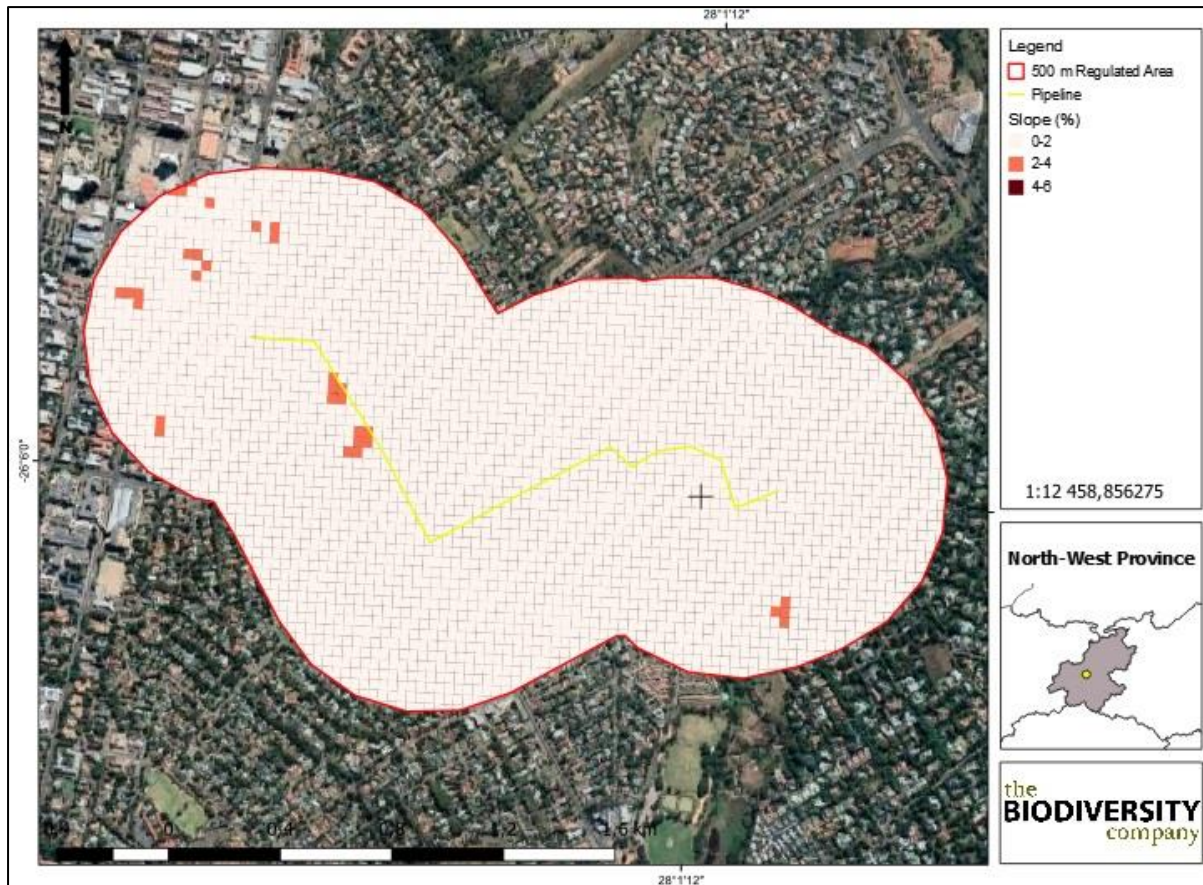 28°1'12"
N
-26°6'0"
0,4 0 0,4 0,8 1,2 1,6 km
28°1'12"
Legend
500 m Regulated Area
Pipeline
Slope (%)
0-2
2-4
4-6
1:12 458,856275
North-West Province
the
BIODIVERSITY
company